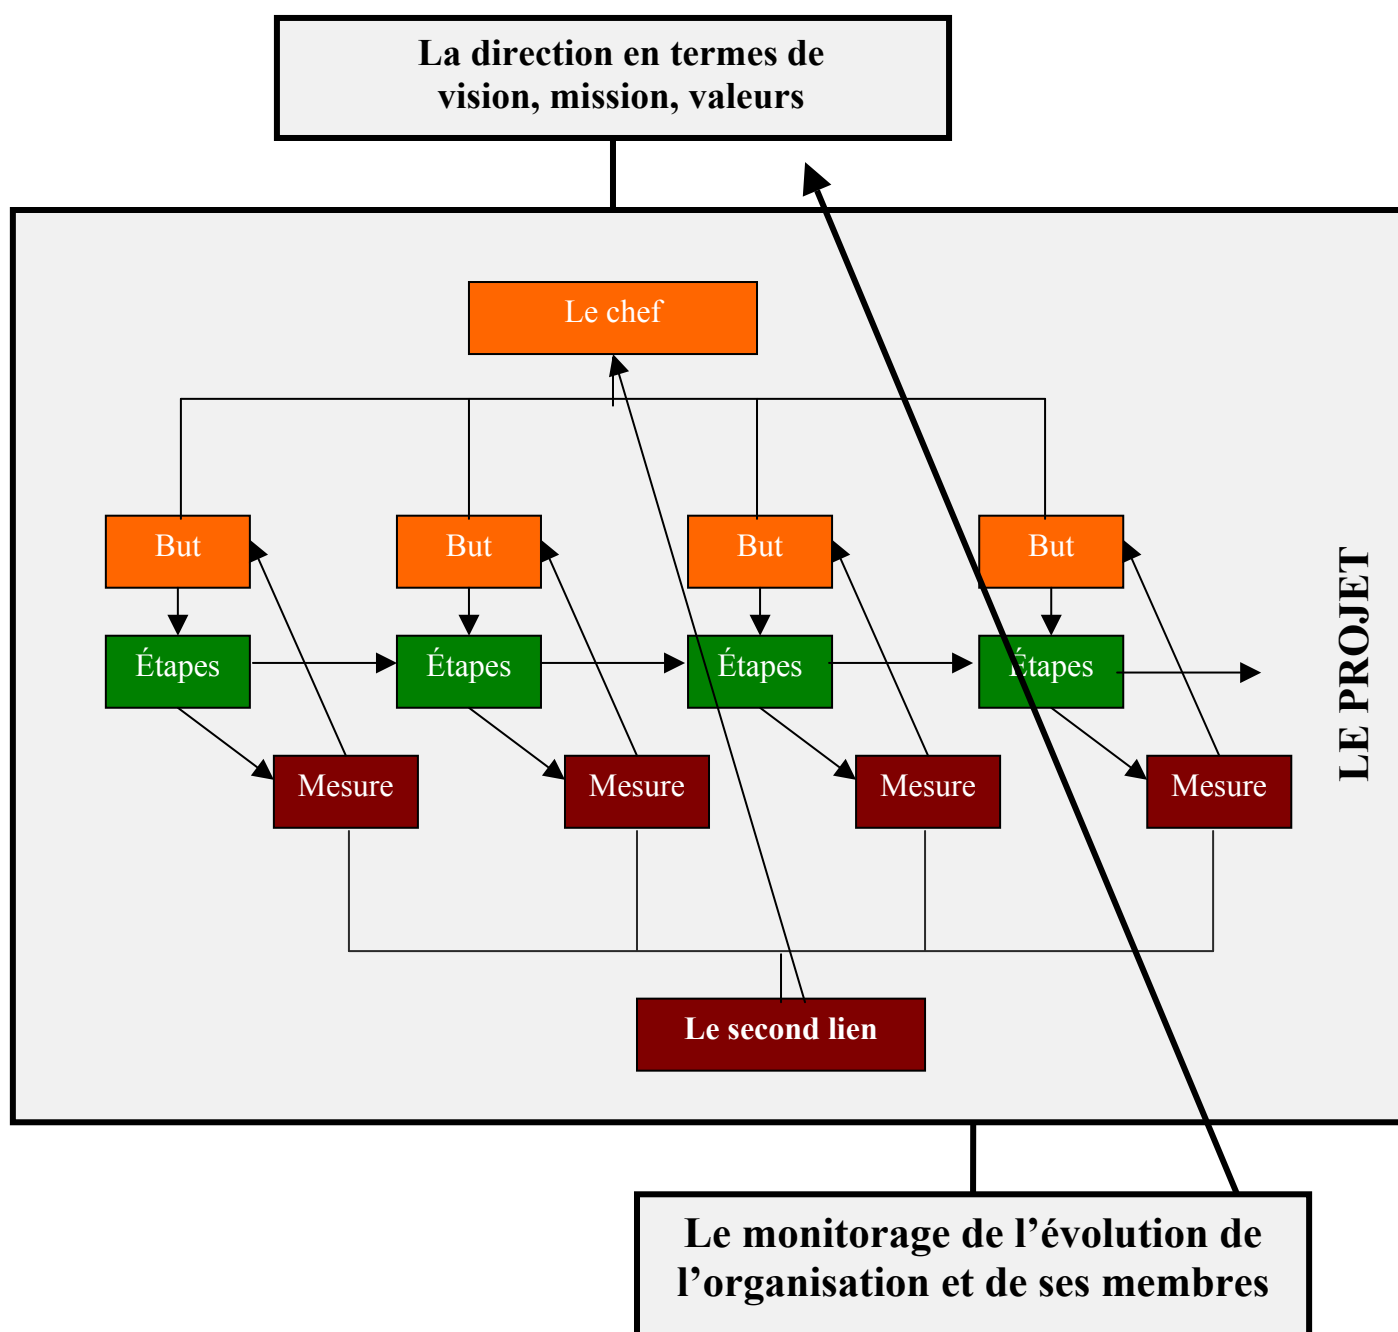 La direction en termes de
vision, mission, valeurs
Le chef
But
But
But
But
Étapes
Étapes
Étapes
Étapes
Mesure
Mesure
Mesure
Mesure
LE PROJET
Le second lien
Le monitorage de l’évolution de
l’organisation et de ses membres